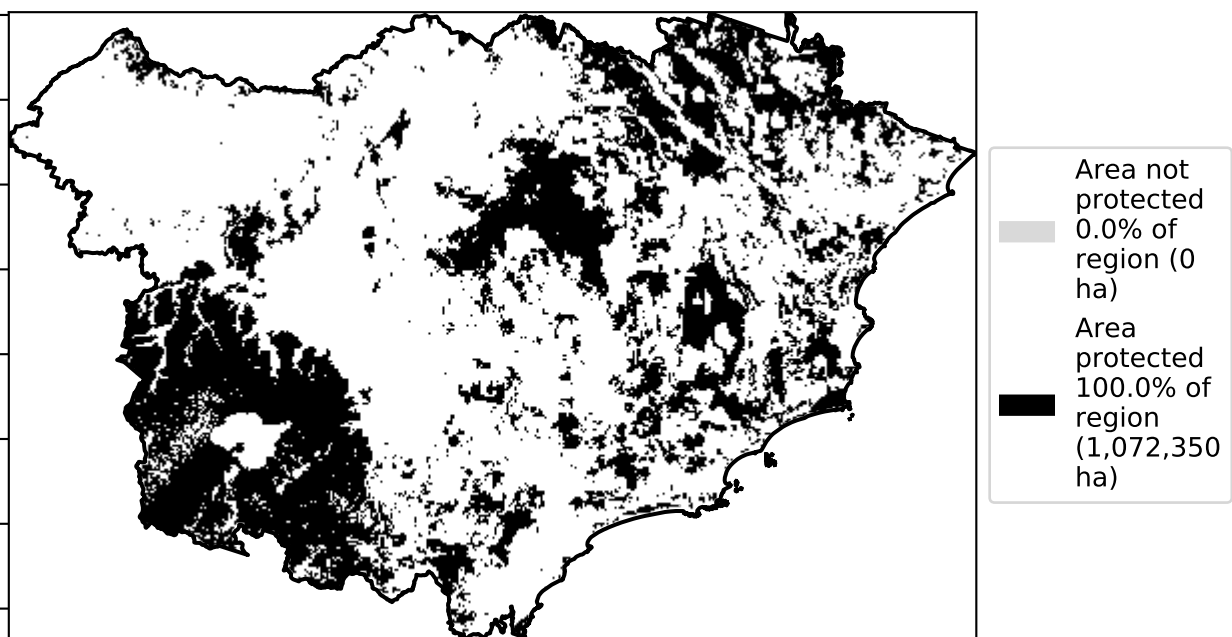 Area not
protected
0.0% of
region (0
ha)
Area
protected
100.0% of
region
(1,072,350
ha)